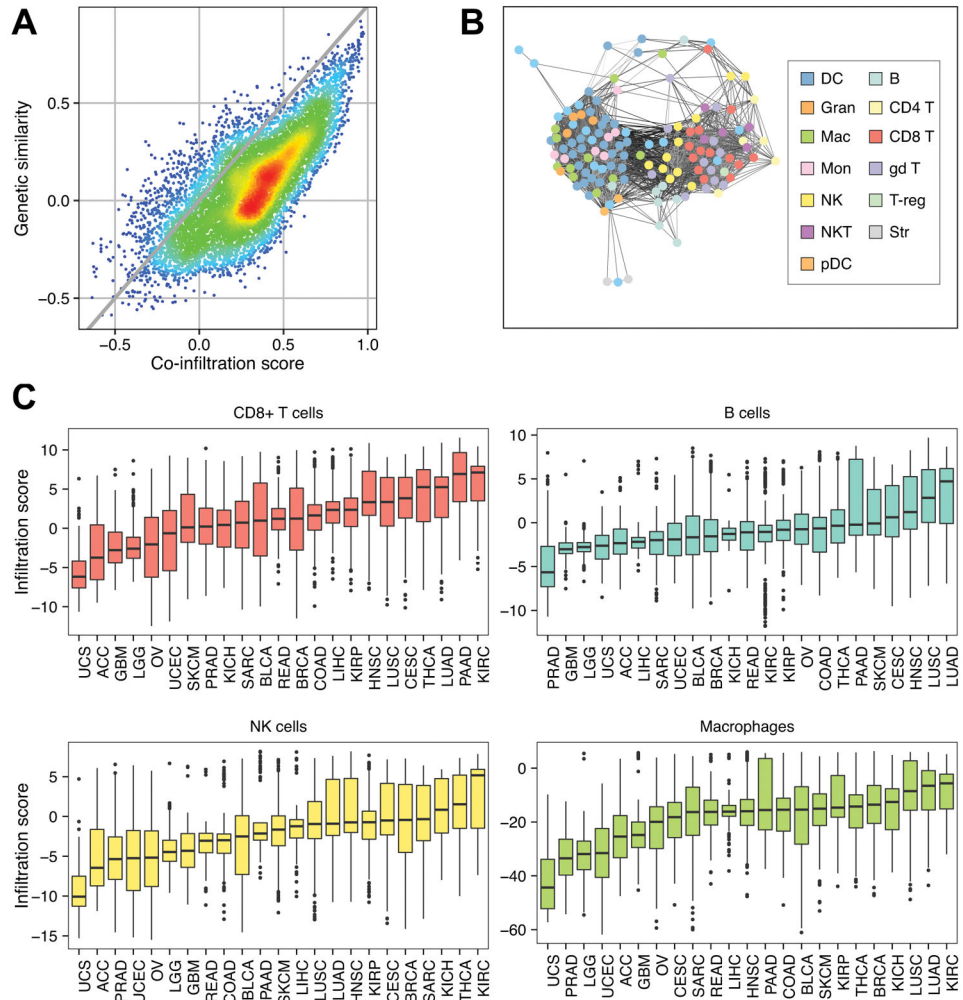 A
Genetic similarity
0.5
0.0
−0.5
−0.5 0.0 0.5 1.0
Co-infiltration score
B
DC B
Gran CD4 T
Mac CD8 T
Mon gd T
NK T-reg
NKT Str
pDC
C
CD8+ T cells
Infiltration score
10
5
0
−5
−10
UCS ACC GBM LGG OV UCEC SKCM PRAD KICH SARC BLCA READ BRCA COAD LIHC KIRP HNSC LUSC CESC THCA LUAD PAAD KIRC
B cells
10
5
0
−5
−10
PRAD GBM LGG UCS ACC LIHC SARC UCEC BLCA BRCA KICH READ KIRC KIRP OV COAD THCA PAAD SKCM CESC HNSC LUSC LUAD
NK cells
Infiltration score
5
0
−5
−10
−15
UCS ACC PRAD UCEC OV LGG GBM READ COAD BLCA PAAD SKCM LIHC LUSC LUAD HNSC KIRP CESC BRCA SARC KICH THCA KIRC
Macrophages
0
−20
−40
−60
UCS PRAD LGG UCEC ACC GBM OV CESC SARC READ LIHC PAAD COAD BLCA SKCM KIRP THCA BRCA KICH LUSC LUAD KIRC